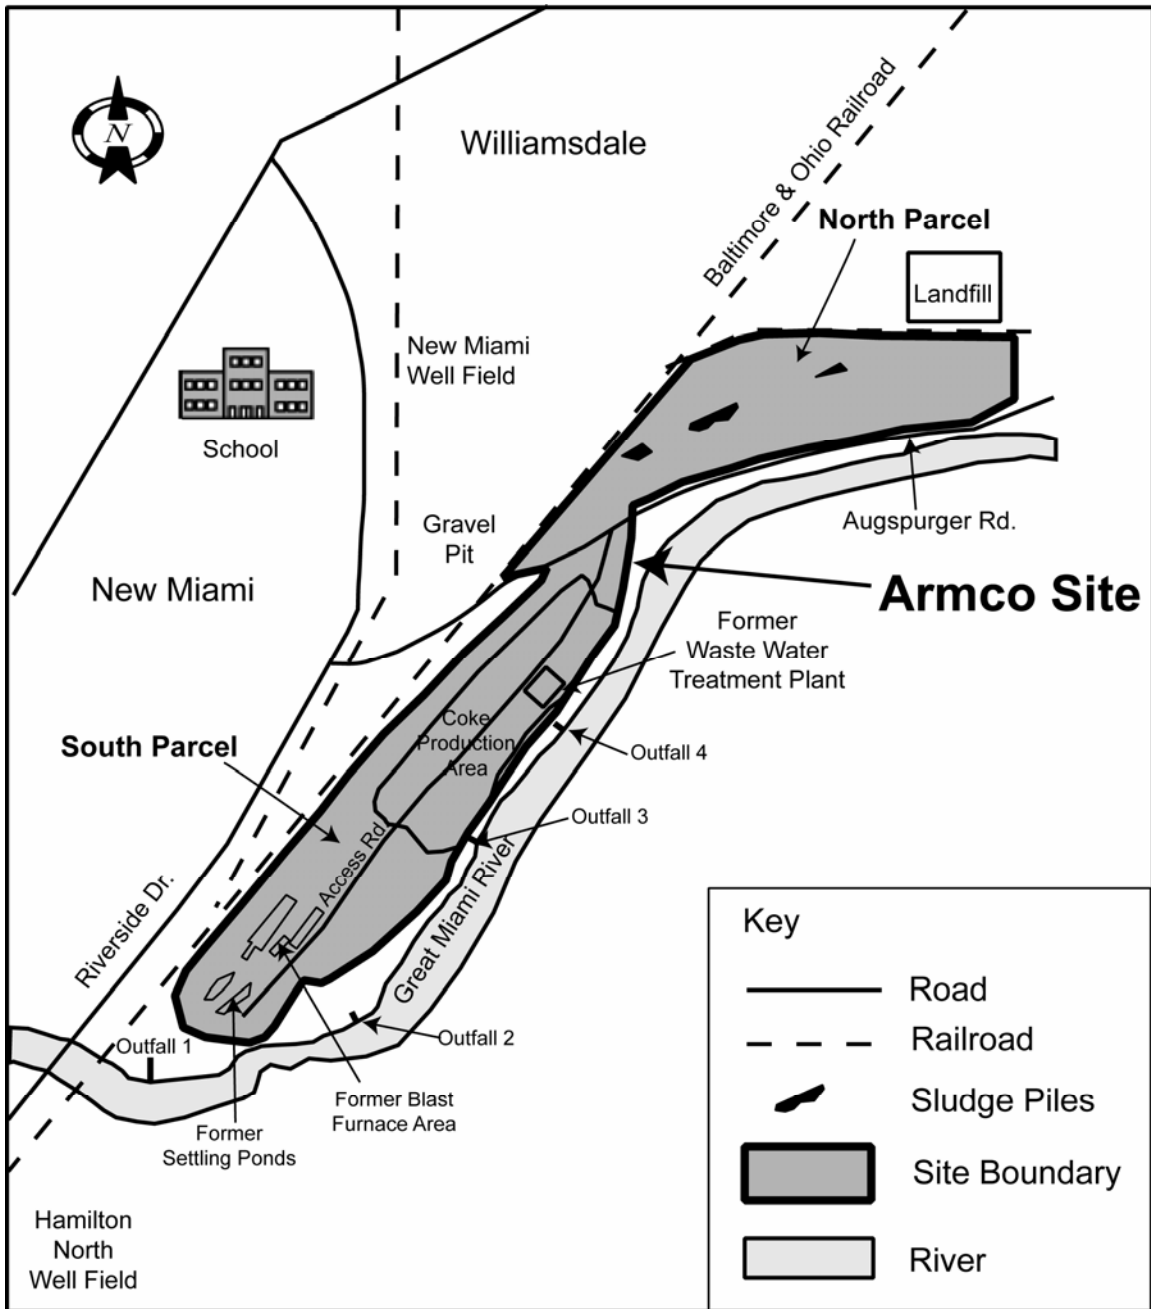 N
Williamsdale
Baltimore & Ohio Railroad
North Parcel
Landfill
New Miami
Well Field
School
Gravel
Pit
Augspurger Rd.
New Miami
Armco Site
Former
Waste Water
Treatment Plant
Coke
Production
Area
South Parcel
Outfall 4
Outfall 3
Access Rd.
Great Miami River
Riverside Dr.
Outfall 2
Outfall 1
Former Blast
Furnace Area
Former
Settling Ponds
Hamilton
North
Well Field
Key
Road
Railroad
Sludge Piles
Site Boundary
River